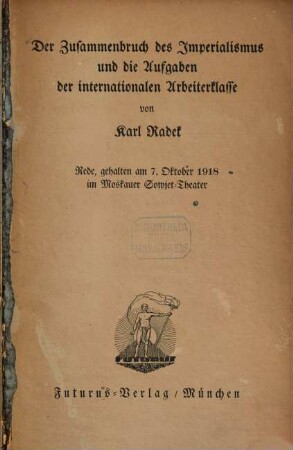 Der Zusammenbruch des Imperialismus
und die Aufgaben
der internationalen Arbeiterklasse
von
Karl Radek
Rede, gehalten am 7. Oktober 1918
im Moskauer Sowjet-Theater
FUTURUS
Futurus-Verlag / München